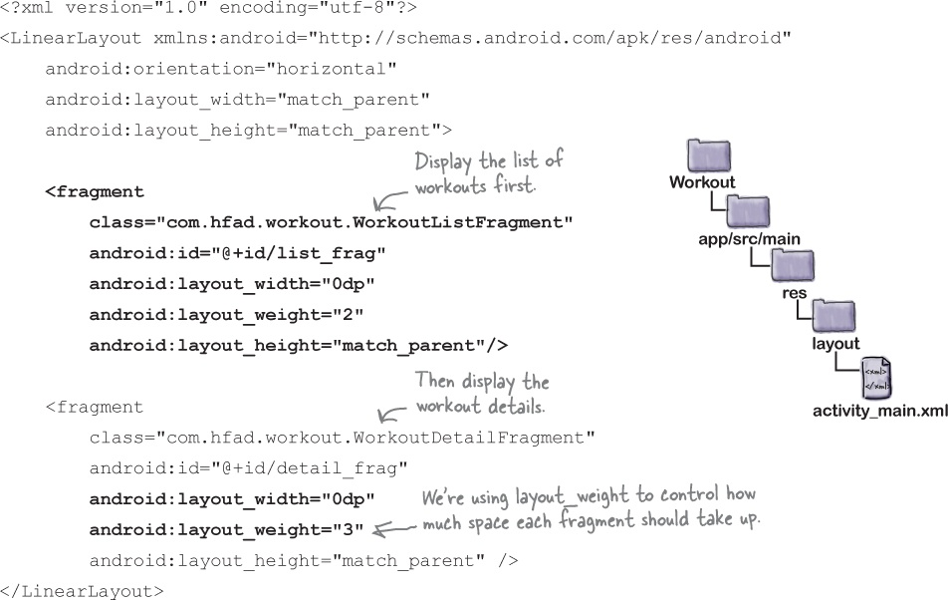 <?xml version="1.0" encoding="utf-8"?>
<LinearLayout xmlns:android="http://schemas.android.com/apk/res/android"
android:orientation="horizontal"
android:layout_width="match_parent"
android:layout_height="match_parent">
Display the list of
workouts first.
<fragment
class="com.hfad.workout.WorkoutListFragment"
android:id="@+id/list_frag"
android:layout_width="0dp"
android:layout_weight="2"
android:layout_height="match_parent"/>
Then display the
workout details.
<fragment
class="com.hfad.workout.WorkoutDetailFragment"
android:id="@+id/detail_frag"
android:layout_width="0dp"
android:layout_weight="3"
We're using layout_weight to control how
much space each fragment should take up.
android:layout_height="match_parent" />
</LinearLayout>
Workout
app/src/main
res
layout
<xml>
</xml>
activity_main.xml